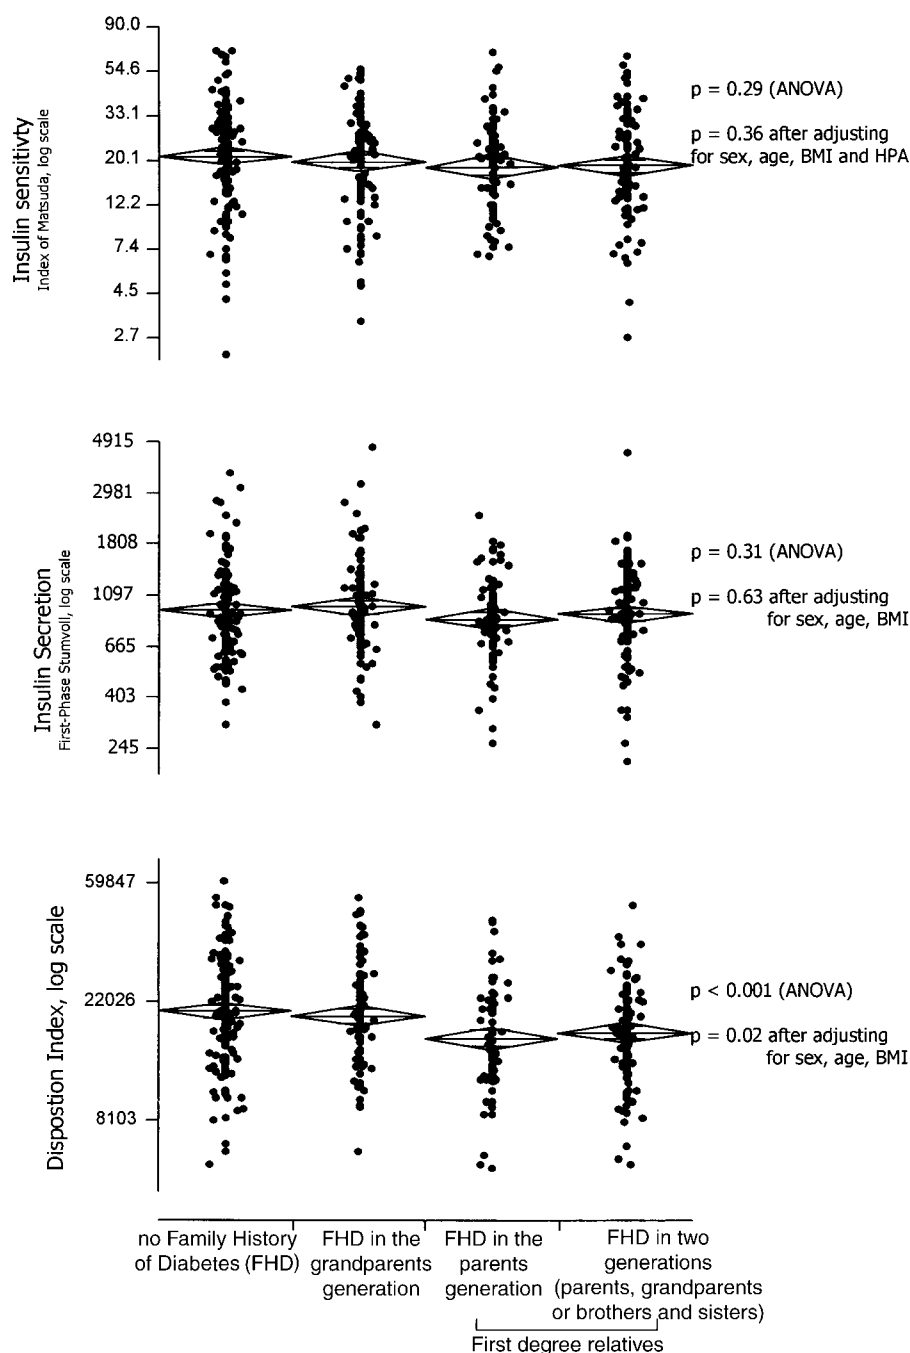 90.0
54.6
33.1
20.1
12.2
7.4
4.5
2.7
Insulin sensitivty
Index of Matsuda, log scale
p = 0.29 (ANOVA)
p = 0.36 after adjusting
for sex, age, BMI and HPA
4915
2981
1808
1097
665
403
245
Insulin Secretion
First-Phase Stumvoll, log scale
p = 0.31 (ANOVA)
p = 0.63 after adjusting
for sex, age, BMI
59847
22026
8103
Dispostion Index, log scale
p < 0.001 (ANOVA)
p = 0.02 after adjusting
for sex, age, BMI
no Family History
of Diabetes (FHD)
FHD in the
grandparents
generation
FHD in the
parents
generation
FHD in two
generations
(parents, grandparents
or brothers and sisters)
First degree relatives